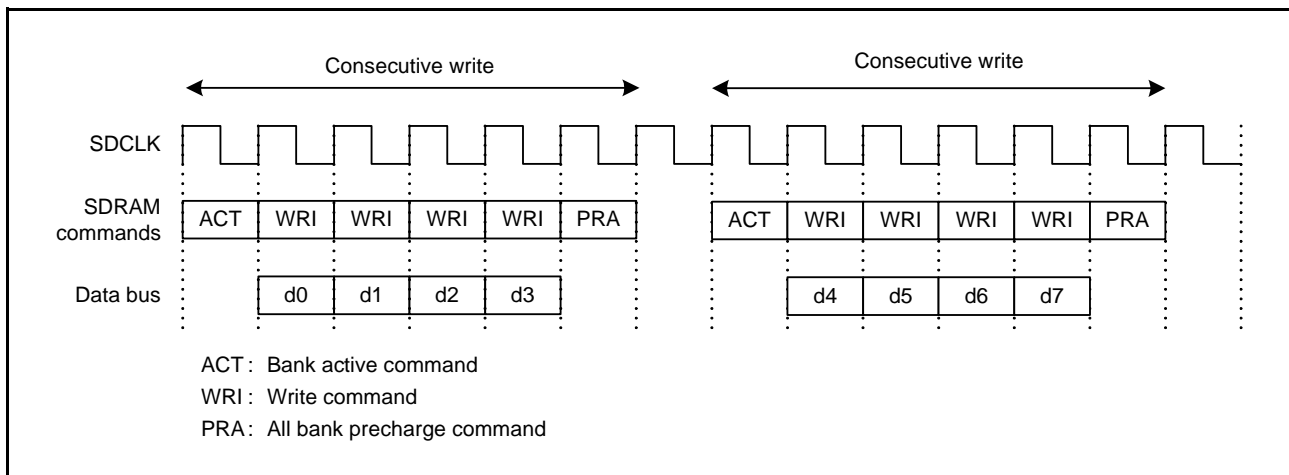 Consecutive write Consecutive write
SDCLK
SDRAM commands ACT WRI WRI WRI WRI PRA ACT WRI WRI WRI WRI PRA
Data bus d0 d1 d2 d3 d4 d5 d6 d7
ACT : Bank active command
WRI : Write command
PRA : All bank precharge command